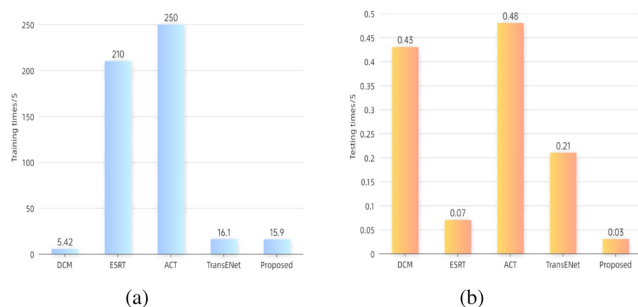 250
200
150
100
50
0
Training times/S
5.42
210
250
16.1
15.9
DCM
ESRT
ACT
TransENet
Proposed
(a)
0.5
0.45
0.4
0.35
0.3
0.25
0.2
0.15
0.1
0.05
0
Testing times/S
0.43
0.07
0.48
0.21
0.03
DCM
ESRT
ACT
TransENet
Proposed
(b)